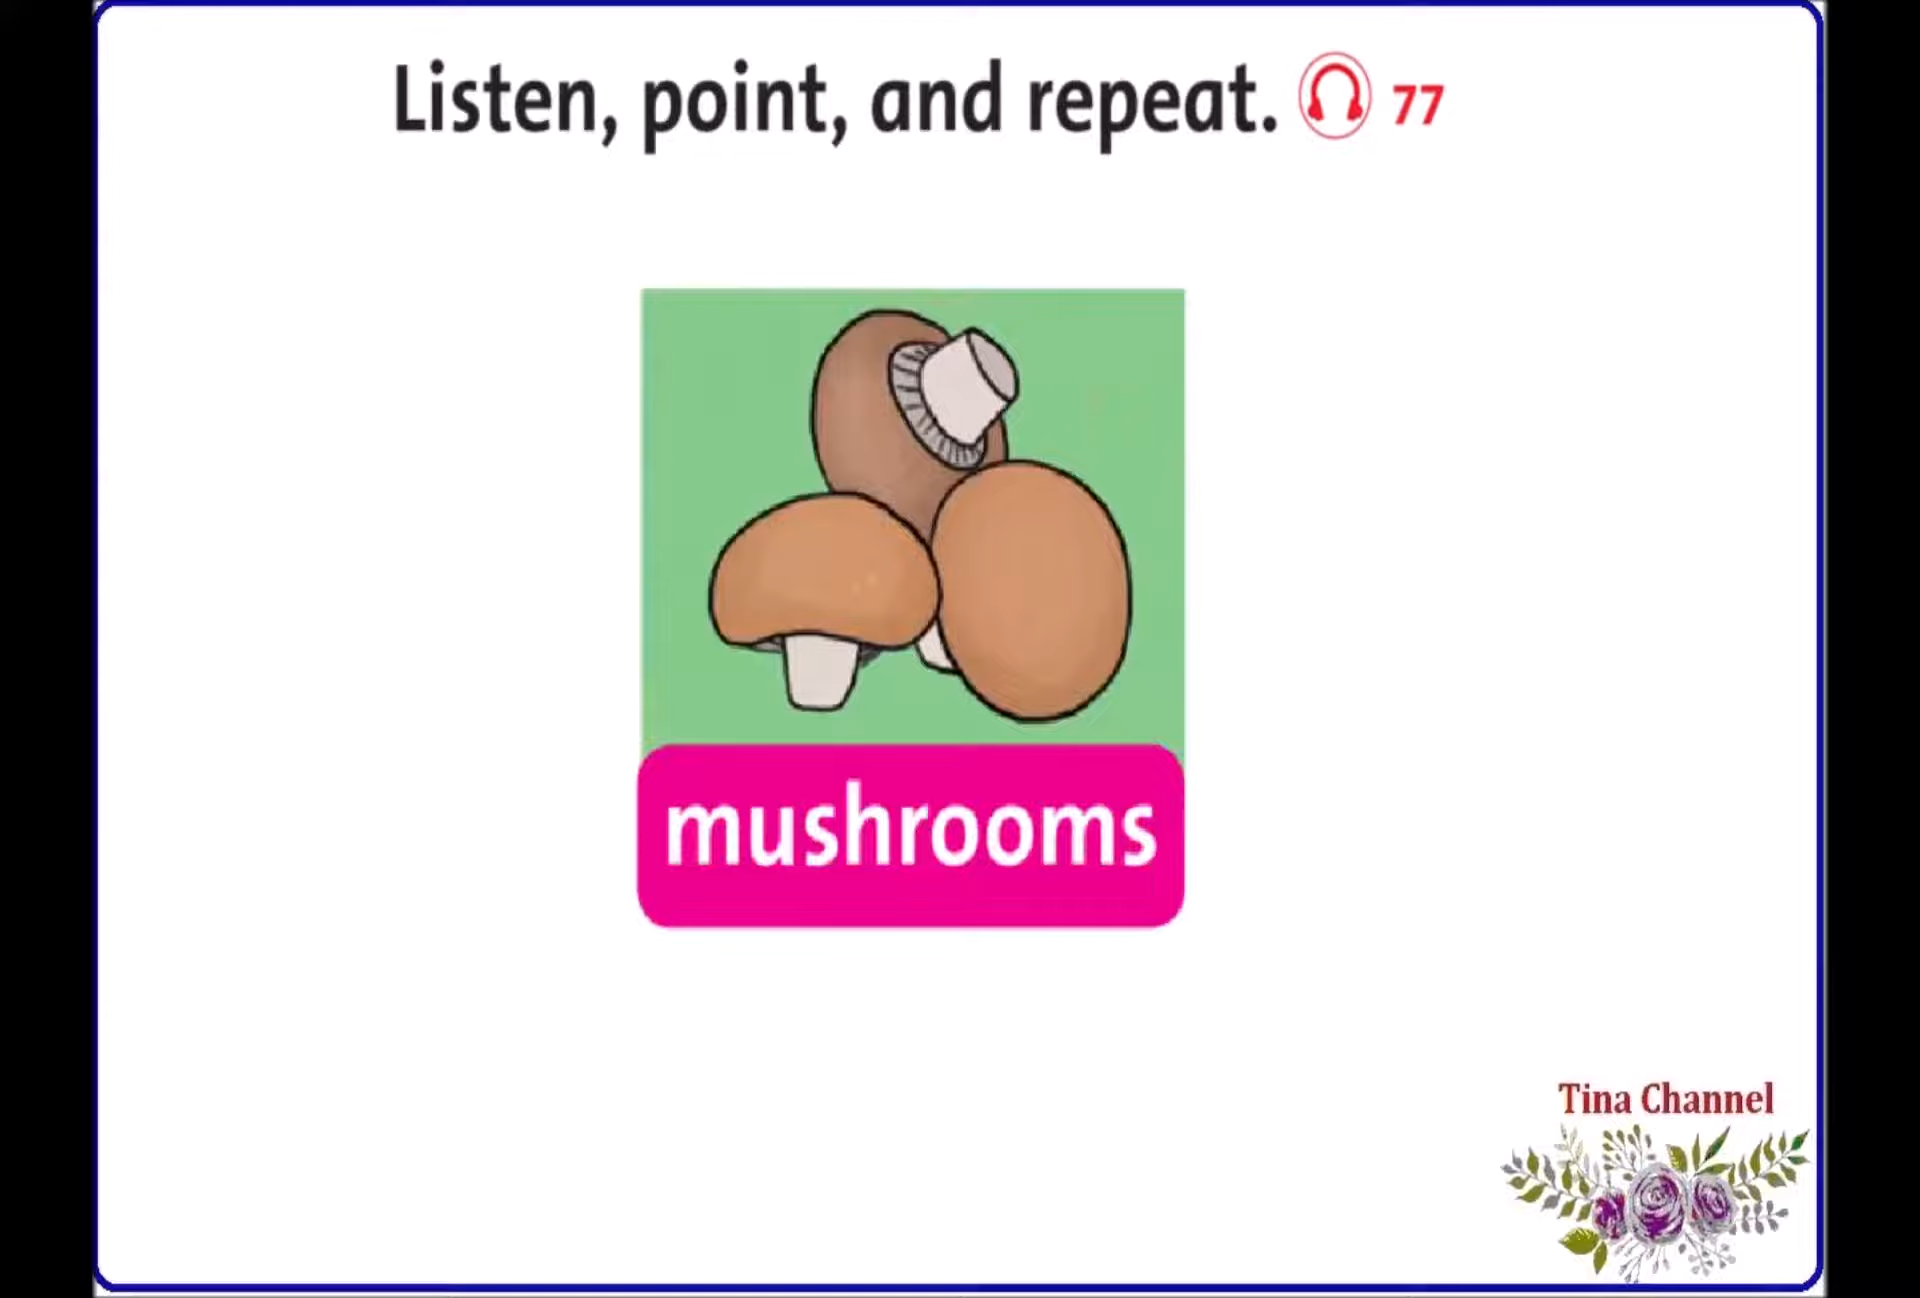 Listen, point, and repeat. 77
mushrooms
Tina Channel